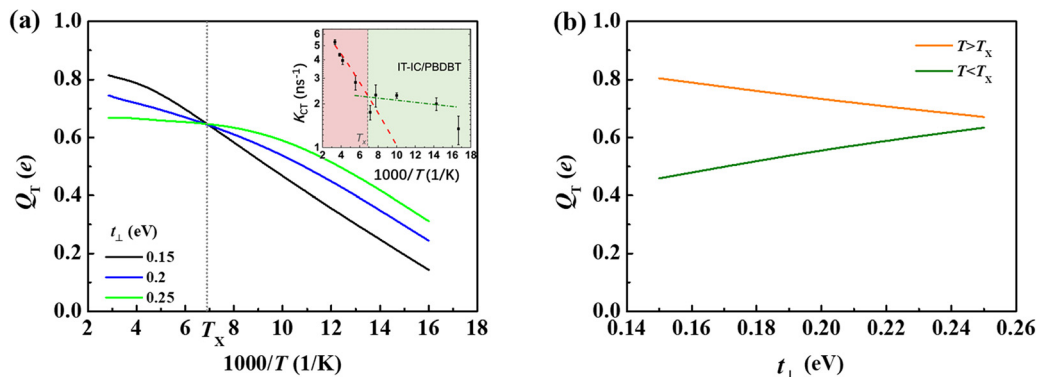 (a)
1.0
0.8
0.6
0.4
0.2
0.0
Q_T (e)
2 4 6 T_X 8 10 12 14 16 18
1000/T (1/K)
t_⊥ (eV)
0.15
0.2
0.25
6
5
4
3
2
1
K_CT (ns⁻¹)
IT-IC/PBDBT
T_X
2 4 6 8 10 12 14 16 18
1000/T (1/K)
(b)
1.0
0.8
0.6
0.4
0.2
0.0
Q_T (e)
T>T_X
T<T_X
0.14 0.16 0.18 0.20 0.22 0.24 0.26
t_⊥ (eV)